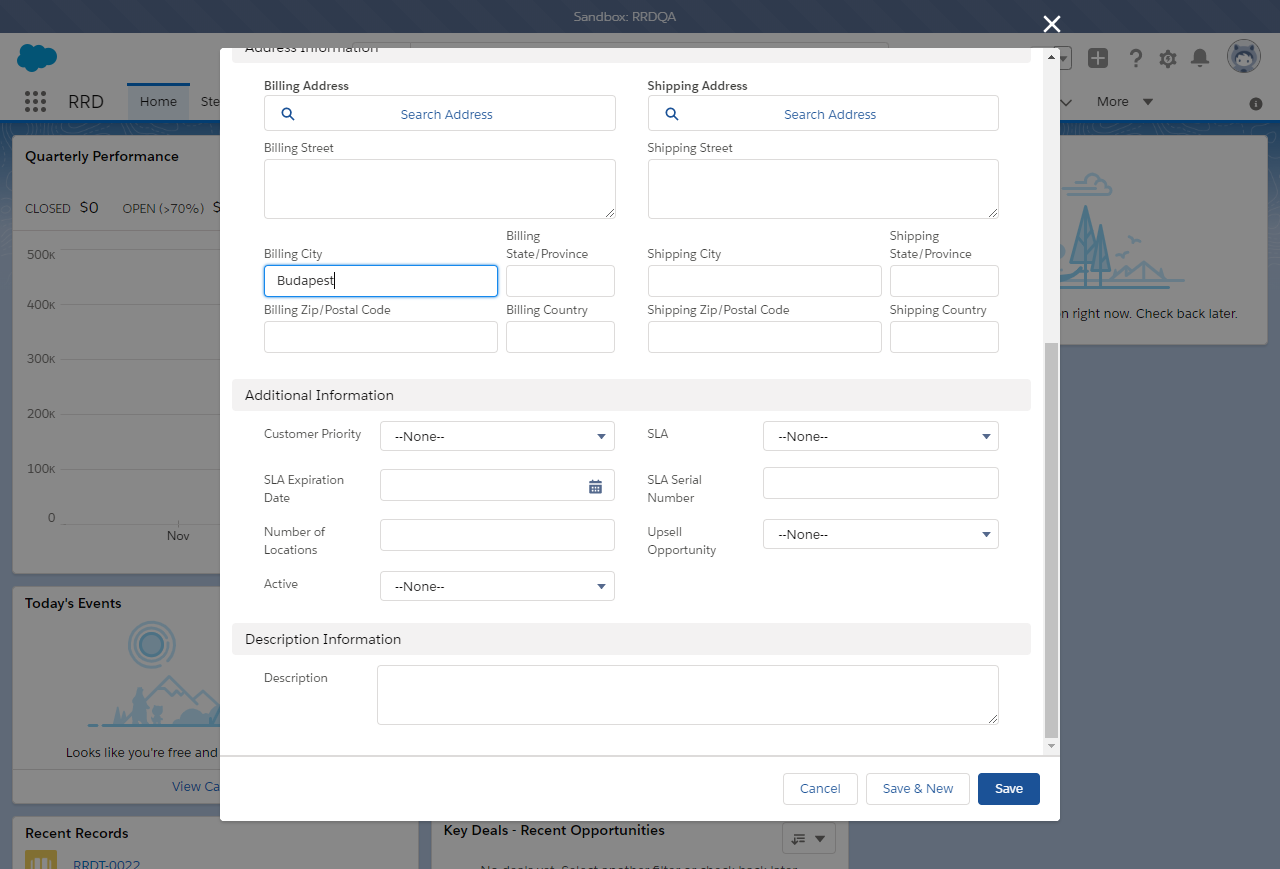 Sandbox: RRDQA
RRD
Home
Ste
More
Quarterly Performance
CLOSED $0 OPEN (>70%) $
500K
400K
300K
200K
100K
0
Nov
Today's Events
Looks like you're free and
View Ca
Recent Records
RRDT-0022
Address Information
Billing Address
Shipping Address
Search Address
Search Address
Billing Street
Shipping Street
Billing City
Billing
State/Province
Shipping City
Shipping
State/Province
Budapest
Billing Zip/Postal Code
Billing Country
Shipping Zip/Postal Code
Shipping Country
Additional Information
Customer Priority
--None--
SLA
--None--
SLA Expiration
Date
SLA Serial
Number
Number of
Locations
Upsell
Opportunity
--None--
Active
--None--
Description Information
Description
Cancel
Save & New
Save
n right now. Check back later.
Key Deals - Recent Opportunities
No deals yet. Select another filter or check back later.